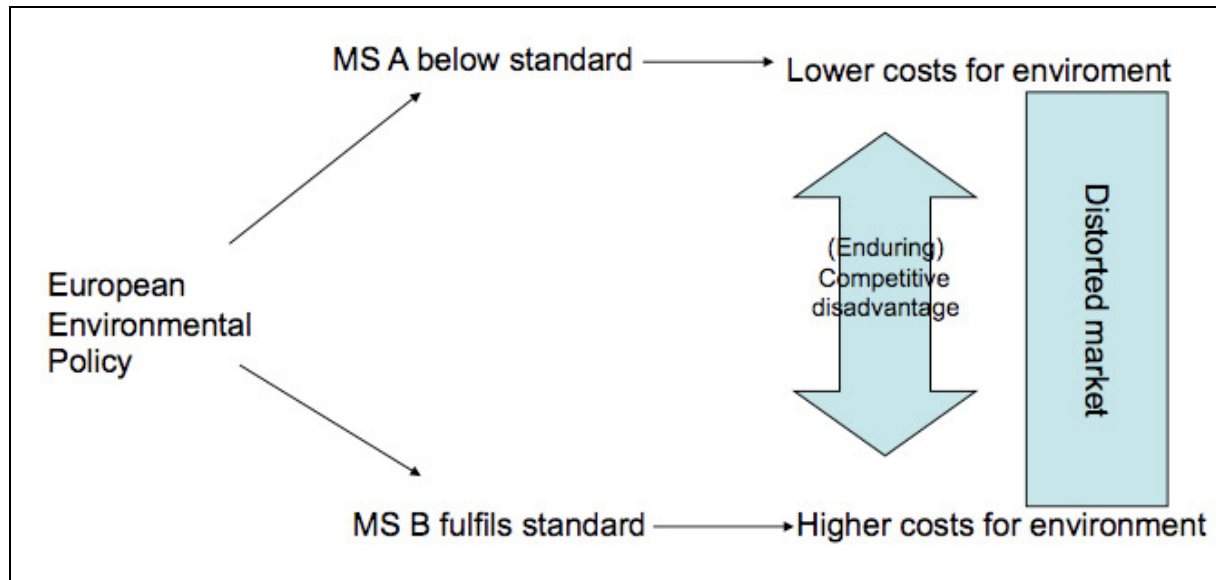 MS A below standard
Lower costs for enviroment
(Enduring)
Competitive
disadvantage
Distorted market
European
Environmental
Policy
MS B fulfils standard
Higher costs for environment